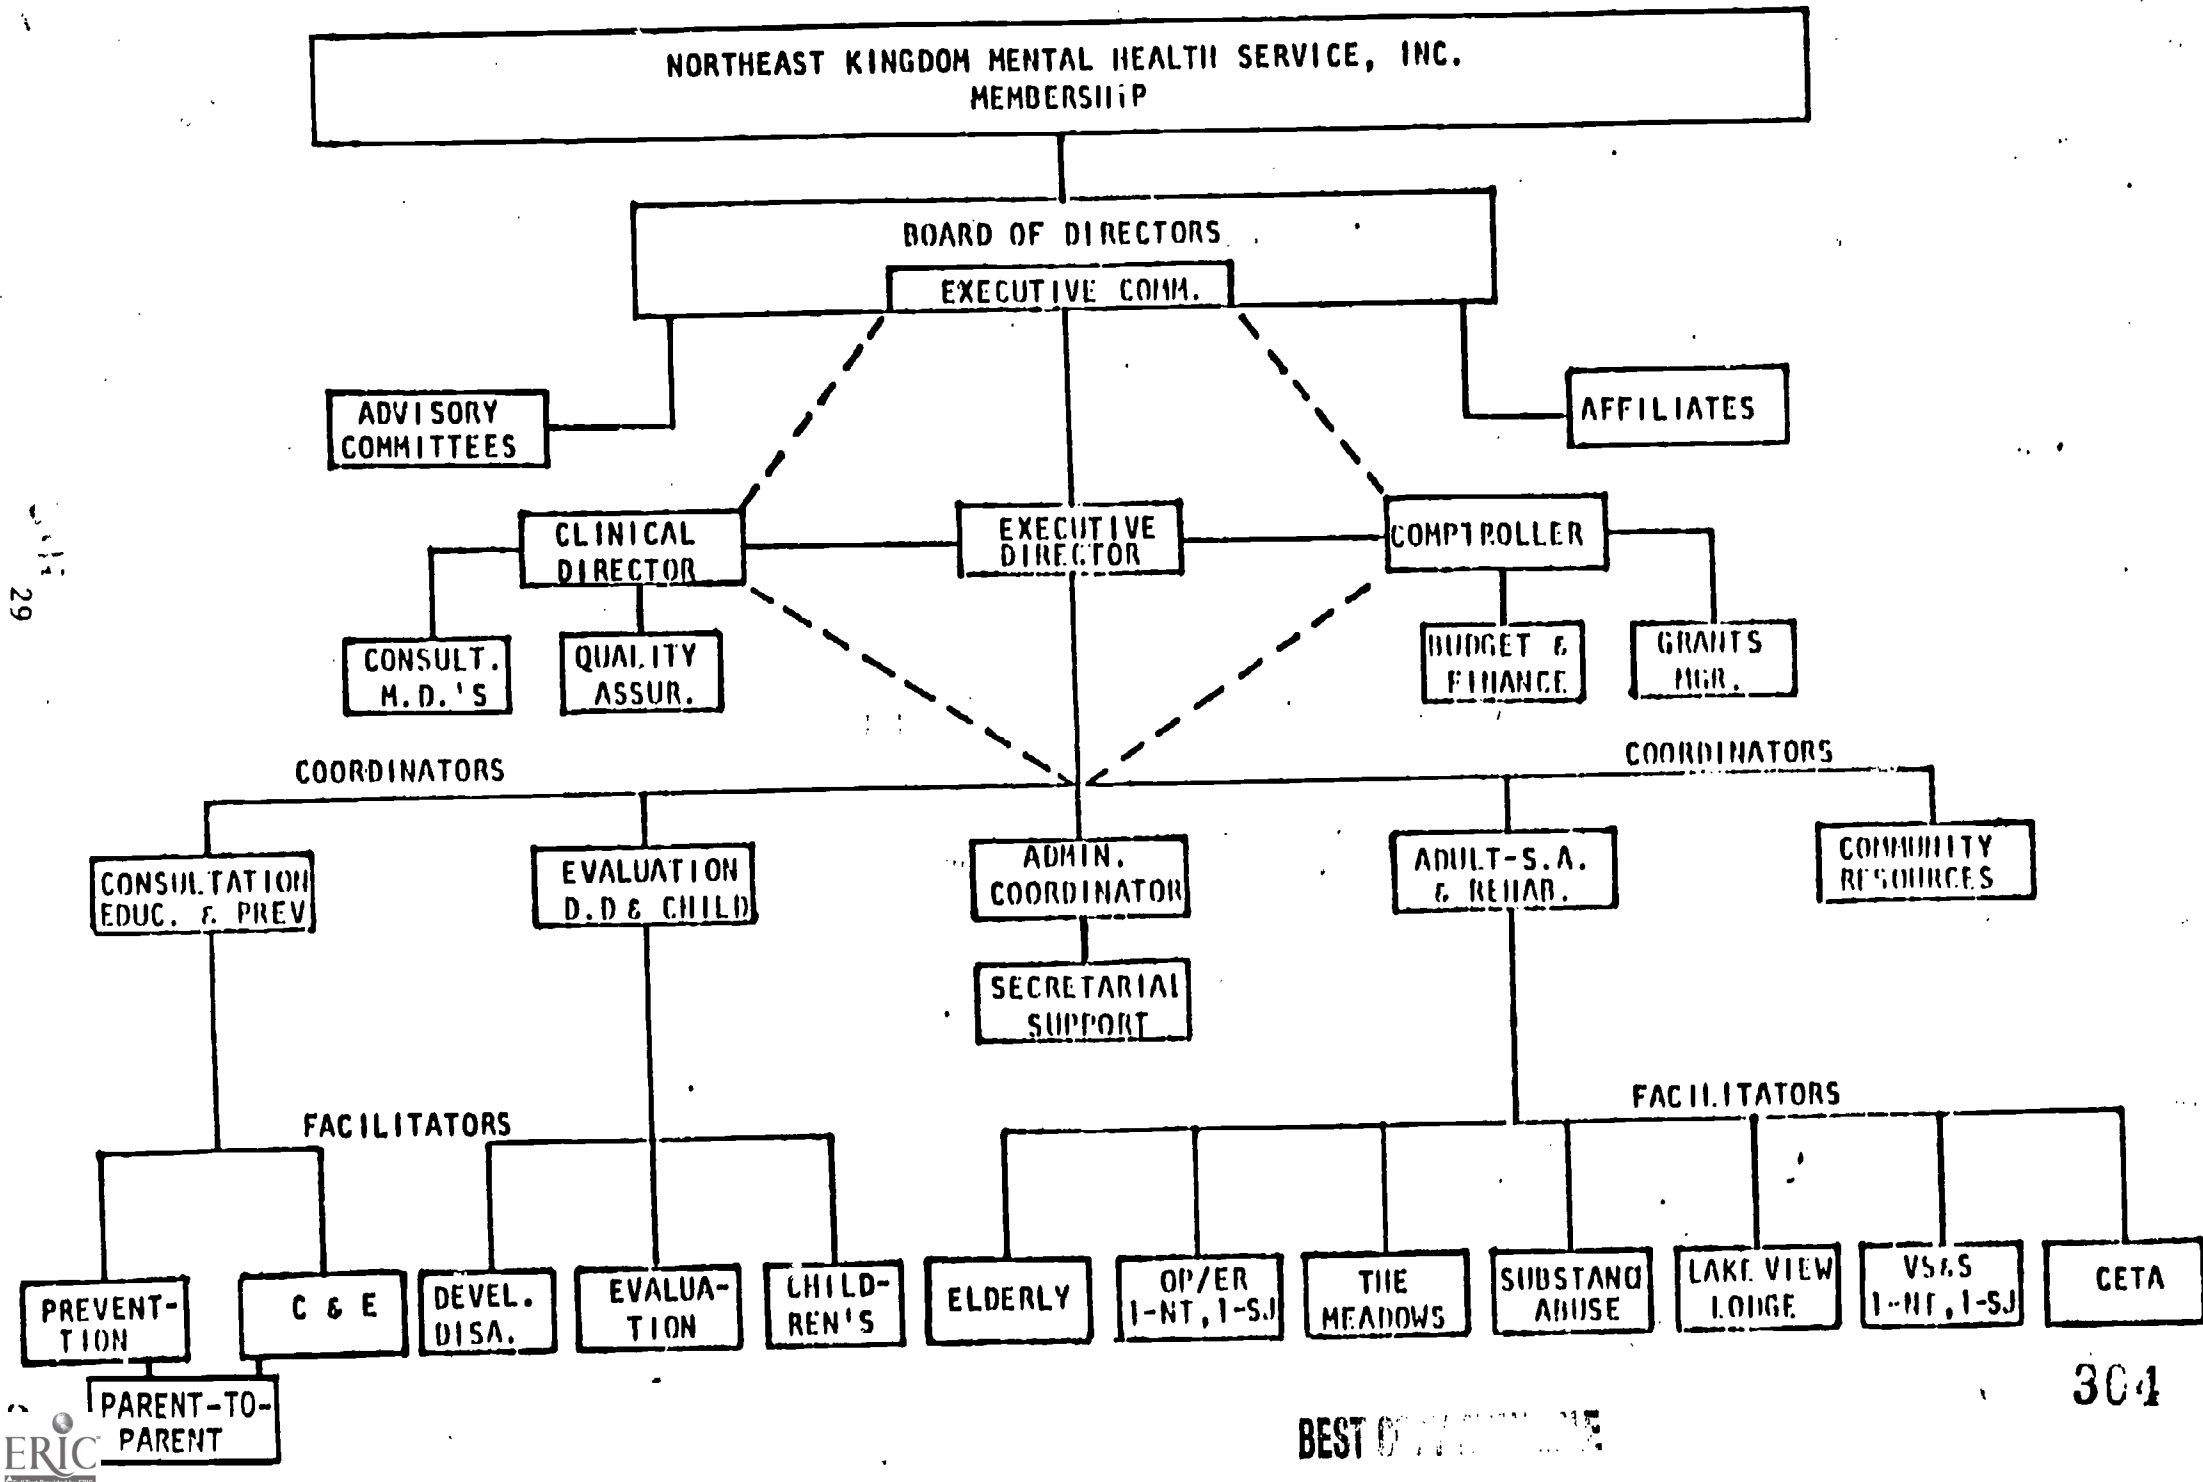 NORTHEAST KINGDOM MENTAL HEALTH SERVICE, INC.
MEMBERSHIP
BOARD OF DIRECTORS
EXECUTIVE COMM.
ADVISORY
COMMITTEES
AFFILIATES
CLINICAL
DIRECTOR
EXECUTIVE
DIRECTOR
COMPTROLLER
CONSULT.
M.D.'S
QUALITY
ASSUR.
BUDGET &
FINANCE
GRANTS
MGR.
29
COORDINATORS
COORDINATORS
CONSULTATION
EDUC. & PREV
EVALUATION
D.D & CHILD
ADMIN.
COORDINATOR
ADULT-S.A.
& REHAB.
COMMUNITY
RESOURCES
SECRETARIAL
SUPPORT
FACILITATORS
FACILITATORS
PREVENT-
TION
C & E
DEVEL.
DISA.
EVALUA-
TION
CHILD-
REN'S
ELDERLY
OP/ER
1-NT, 1-SJ
THE
MEADOWS
SUBSTANC
ABUSE
LAKE VIEW
LODGE
VS&S
1-NT, 1-SJ
CETA
PARENT-TO-
PARENT
304
BEST
ERIC